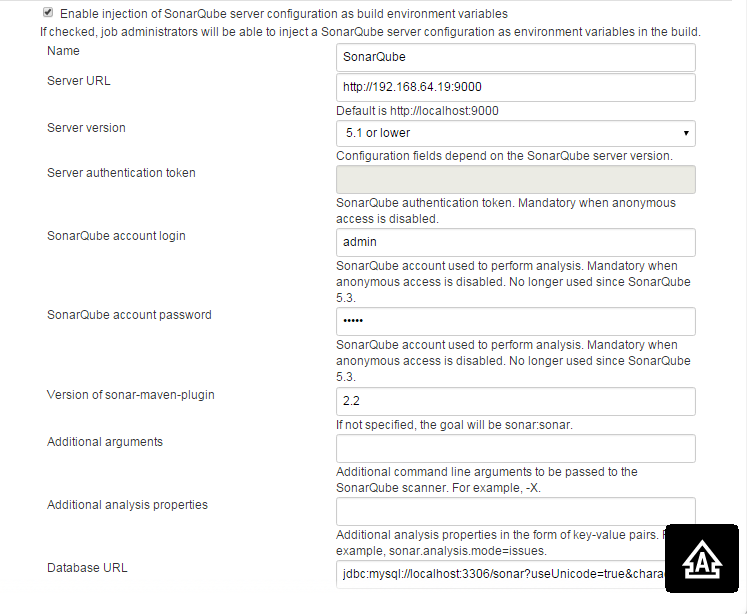 Enable injection of SonarQube server configuration as build environment variables
If checked, job administrators will be able to inject a SonarQube server configuration as environment variables in the build.
Name
SonarQube
Server URL
http://192.168.64.19:9000
Default is http://localhost:9000
Server version
5.1 or lower
Configuration fields depend on the SonarQube server version.
Server authentication token
SonarQube authentication token. Mandatory when anonymous
access is disabled.
SonarQube account login
admin
SonarQube account used to perform analysis. Mandatory when
anonymous access is disabled. No longer used since SonarQube
5.3.
SonarQube account password
•••••
SonarQube account used to perform analysis. Mandatory when
anonymous access is disabled. No longer used since SonarQube
5.3.
Version of sonar-maven-plugin
2.2
If not specified, the goal will be sonar:sonar.
Additional arguments
Additional command line arguments to be passed to the
SonarQube scanner. For example, -X.
Additional analysis properties
Additional analysis properties in the form of key-value pairs.
example, sonar.analysis.mode=issues.
Database URL
jdbc:mysql://localhost:3306/sonar?useUnicode=true&chara
A